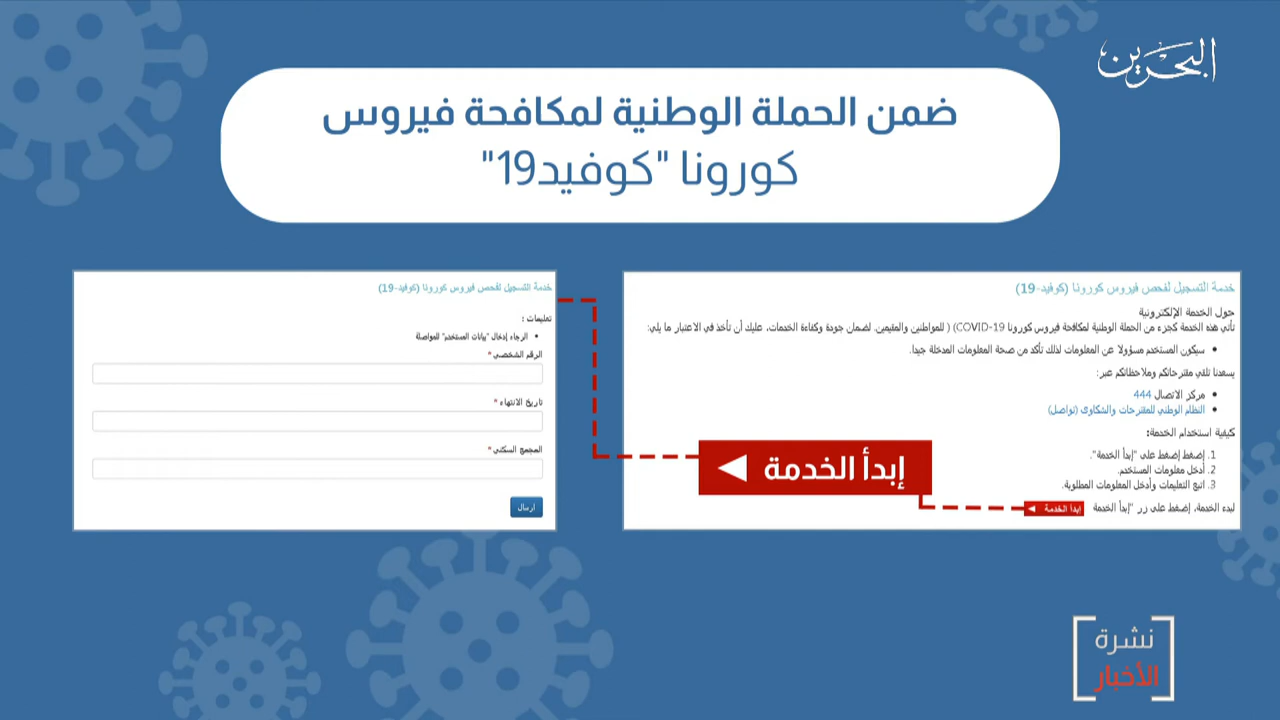 البحرين
ضمن الحملة الوطنية لمكافحة فيروس
كورونا "كوفيد19"
خدمة التسجيل لفحص فيروس كورونا (كوفيد-19)
حول الخدمة الإلكترونية
تأتي هذه الخدمة كجزء من الحملة الوطنية لمكافحة فيروس كورونا COVID-19) ( للمواطنين والمقيمين. لضمان جودة وكفاءة الخدمات، عليك أن تأخذ في الاعتبار ما يلي:
• سيكون المستخدم مسؤولا عن المعلومات لذلك تأكد من صحة المعلومات المدخلة جيدا.
يسعدنا تلقي مقترحاتكم وملاحظاتكم عبر:
• مركز الاتصال 444
• النظام الوطني للمقترحات والشكاوى (تواصل)
كيفية استخدام الخدمة:
1. إضغط إضغط على "إبدأ الخدمة".
2. أدخل معلومات المستخدم.
3. اتبع التعليمات وأدخل المعلومات المطلوبة.
لبدء الخدمة، إضغط على زر "إبدأ الخدمة
إبدأ الخدمة
إبدأ الخدمة
خدمة التسجيل لفحص فيروس كورونا (كوفيد-19)
تعليمات :
• الرجاء إدخال "بيانات المستخدم" للمواصلة
الرقم الشخصي *
تاريخ الانتهاء *
المجمع السكني *
ارسال
نشرة
الأخبار